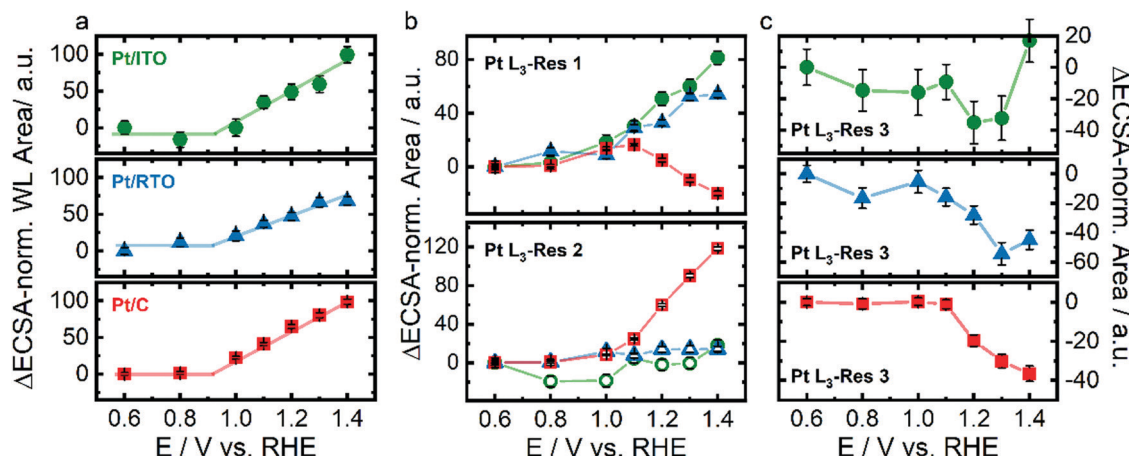 a
b
c
ΔECSA-norm. WL Area/ a.u.
Pt/ITO
100
50
0
Pt/RTO
100
50
0
Pt/C
100
50
0
0.6 0.8 1.0 1.2 1.4
E / V vs. RHE
ΔECSA-norm. Area / a.u.
Pt L₃-Res 1
80
40
0
Pt L₃-Res 2
120
80
40
0
0.6 0.8 1.0 1.2 1.4
E / V vs. RHE
Pt L₃-Res 3
20
0
-20
-40
Pt L₃-Res 3
0
-20
-40
-60
Pt L₃-Res 3
0
-20
-40
0.6 0.8 1.0 1.2 1.4
E / V vs. RHE
ΔECSA-norm. Area / a.u.